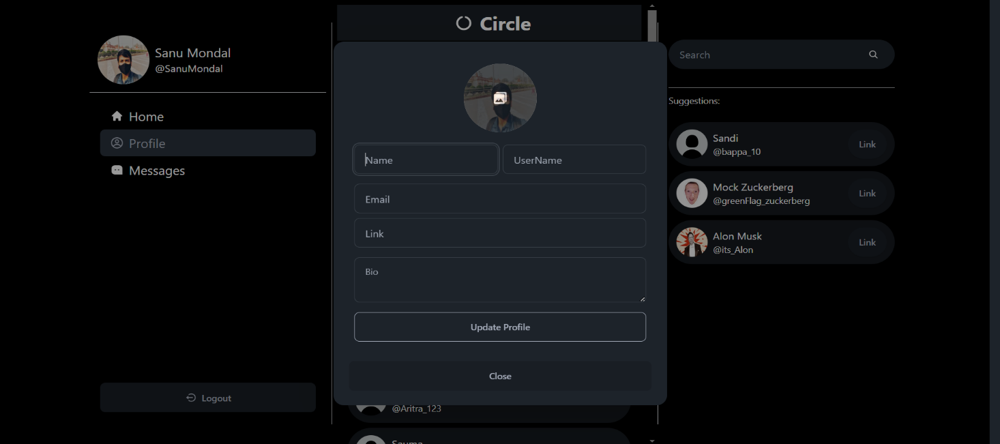 Circle
Sanu Mondal
@SanuMondal
Home
Profile
Messages
Logout
Name
UserName
Email
Link
Bio
Update Profile
Close
@Aritra_123
Search
Suggestions:
Sandi
@bappa_10
Link
Mock Zuckerberg
@greenFlag_zuckerberg
Link
Alon Musk
@its_Alon
Link